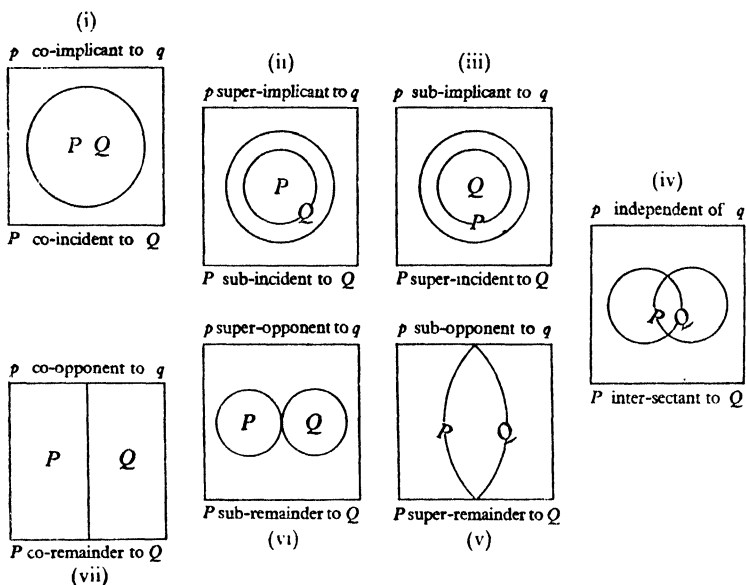 (i)
p co-implicant to q
P Q
P co-incident to Q
(ii)
p super-implicant to q
P
Q
P sub-incident to Q
(iii)
p sub-implicant to q
Q
P
P super-incident to Q
(iv)
p independent of q
P Q
P inter-sectant to Q
p co-opponent to q
P Q
P co-remainder to Q
(vii)
p super-opponent to q
P Q
P sub-remainder to Q
(vi)
p sub-opponent to q
P Q
P super-remainder to Q
(v)